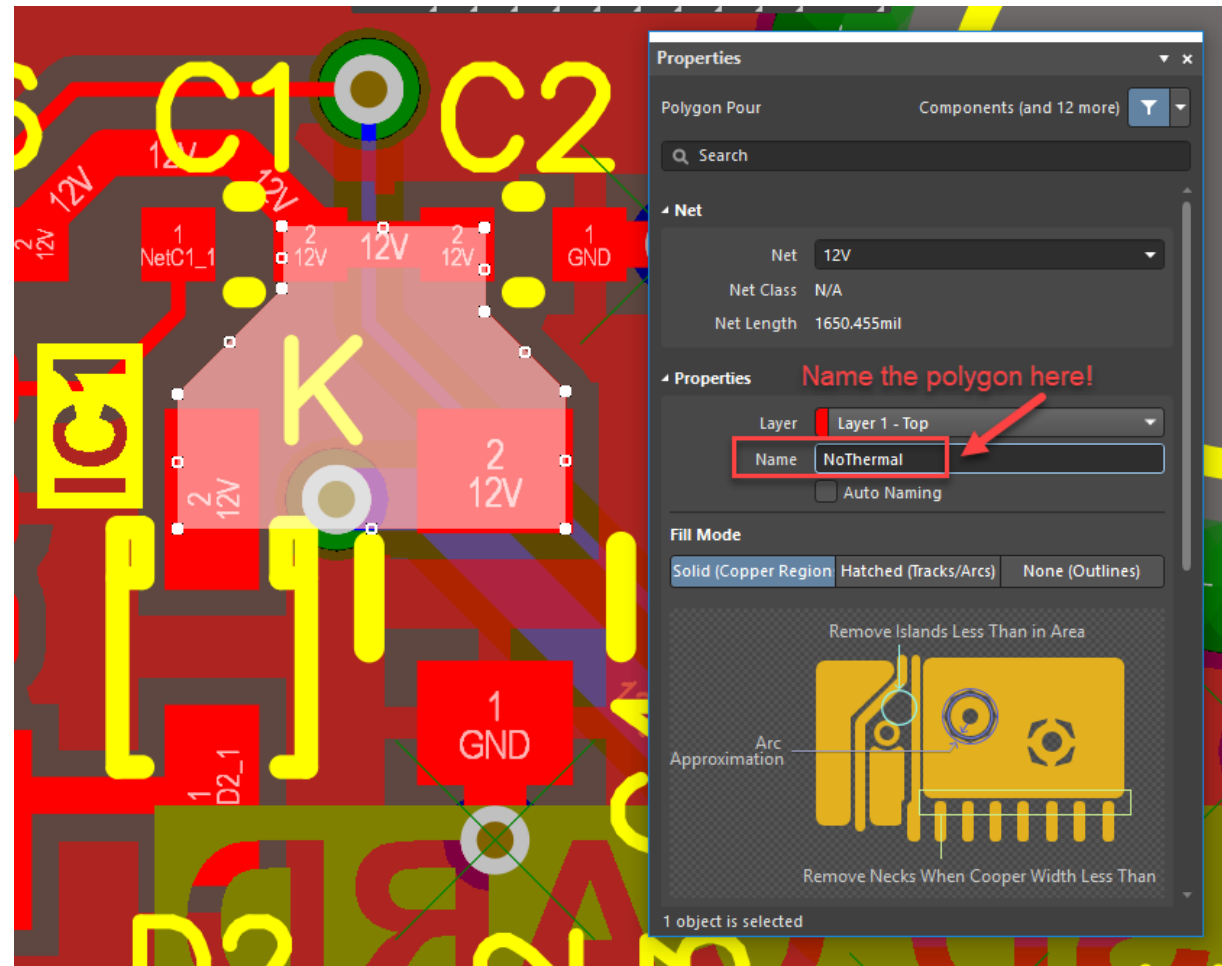 C1
C2
12V
12V
12V
2
12V
1
NetC1_1
2
12V
12V
2
12V
1
GND
K
IC1
2
12V
2
12V
1
GND
1
D2_1
D2
Properties
Polygon Pour
Components (and 12 more)
Search
Net
Net
12V
Net Class
N/A
Net Length
1650.455mil
Properties
Name the polygon here!
Layer
Layer 1 - Top
Name
NoThermal
Auto Naming
Fill Mode
Solid (Copper Region
Hatched (Tracks/Arcs)
None (Outlines)
Remove Islands Less Than in Area
Arc
Approximation
Remove Necks When Cooper Width Less Than
1 object is selected